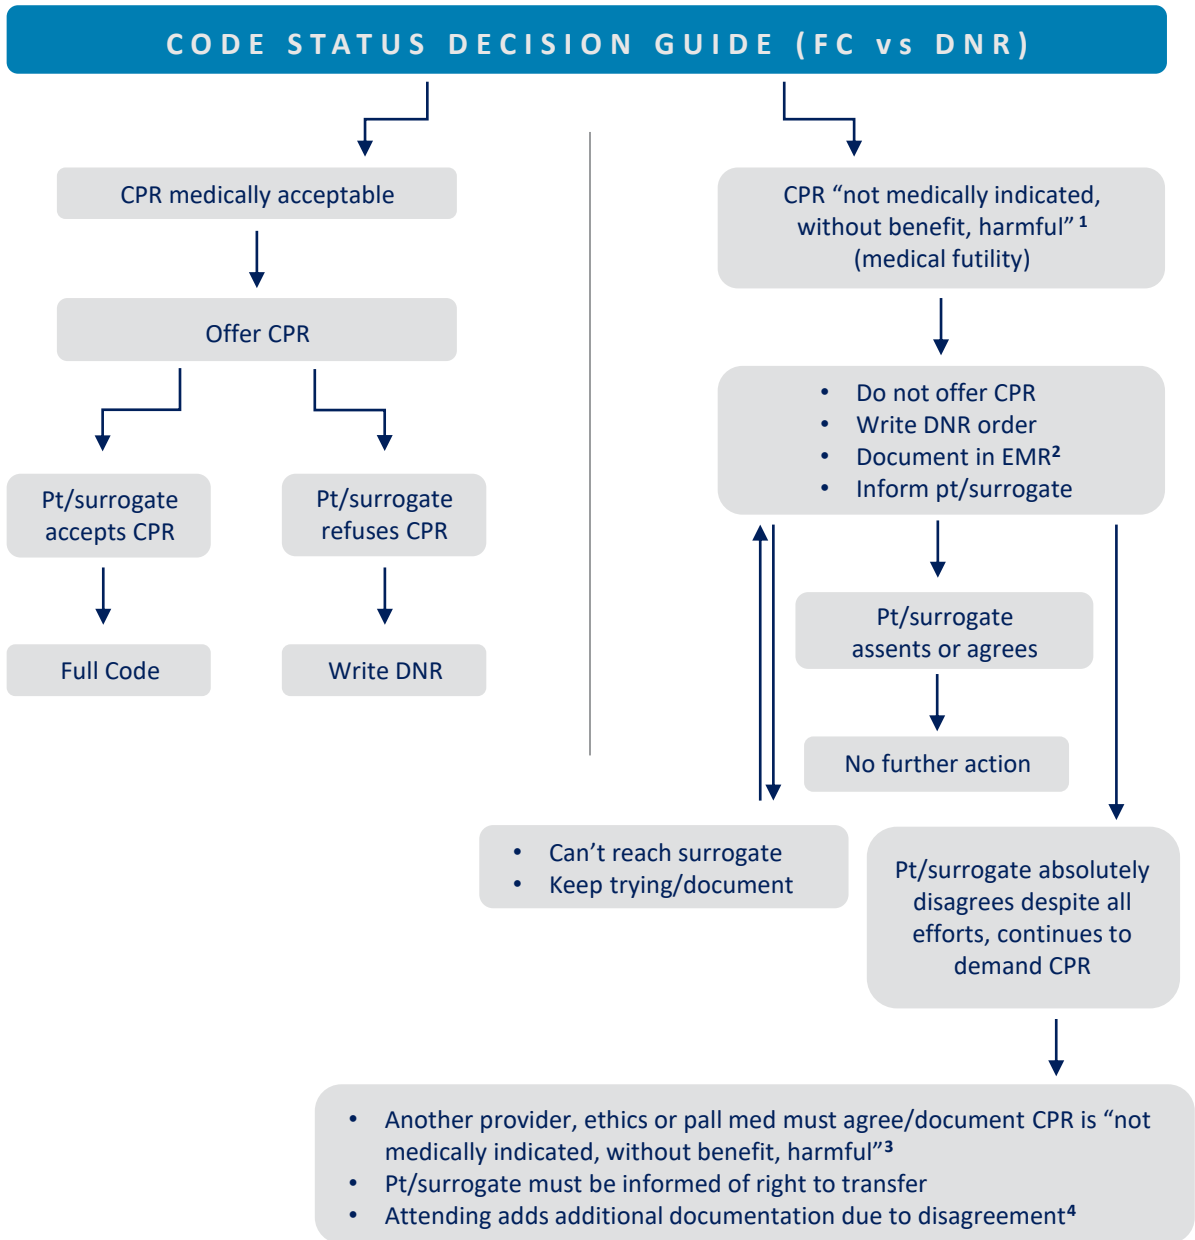 CODE STATUS DECISION GUIDE (FC vs DNR)
CPR medically acceptable
Offer CPR
Pt/surrogate
accepts CPR
Pt/surrogate
refuses CPR
Full Code
Write DNR
CPR “not medically indicated,
without benefit, harmful” 1
(medical futility)
• Do not offer CPR
• Write DNR order
• Document in EMR2
• Inform pt/surrogate
Pt/surrogate
assents or agrees
No further action
• Can’t reach surrogate
• Keep trying/document
Pt/surrogate absolutely
disagrees despite all
efforts, continues to
demand CPR
• Another provider, ethics or pall med must agree/document CPR is “not
medically indicated, without benefit, harmful”3
• Pt/surrogate must be informed of right to transfer
• Attending adds additional documentation due to disagreement4